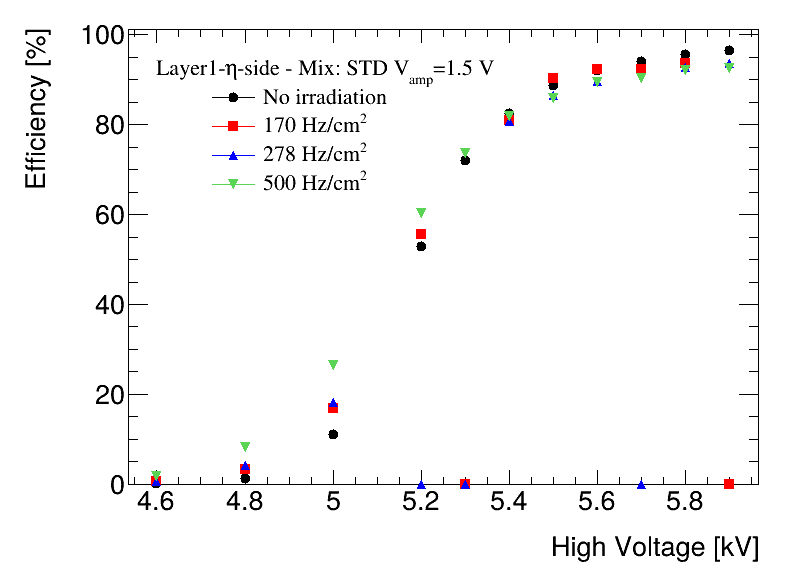 Efficiency [%]
100
80
60
40
20
0
Layer1-η-side - Mix: STD V_amp=1.5 V
No irradiation
170 Hz/cm²
278 Hz/cm²
500 Hz/cm²
4.6 4.8 5 5.2 5.4 5.6 5.8
High Voltage [kV]